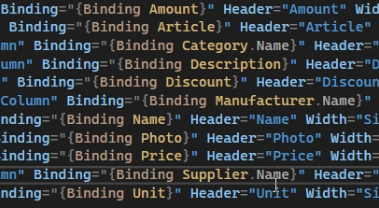 Binding="{Binding Amount}" Header="Amount" Wid
Binding="{Binding Article}" Header="Article"
mn" Binding="{Binding Category.Name}" Header="
umn" Binding="{Binding Description}" Header="D
" Binding="{Binding Discount}" Header="Discoun
Column" Binding="{Binding Manufacturer.Name}"
nding="{Binding Name}" Header="Name" Width="Si
inding="{Binding Photo}" Header="Photo" Width=
inding="{Binding Price}" Header="Price" Width=
mn" Binding="{Binding Supplier.Name}" Header="
nding="{Binding Unit}" Header="Unit" Width="Si